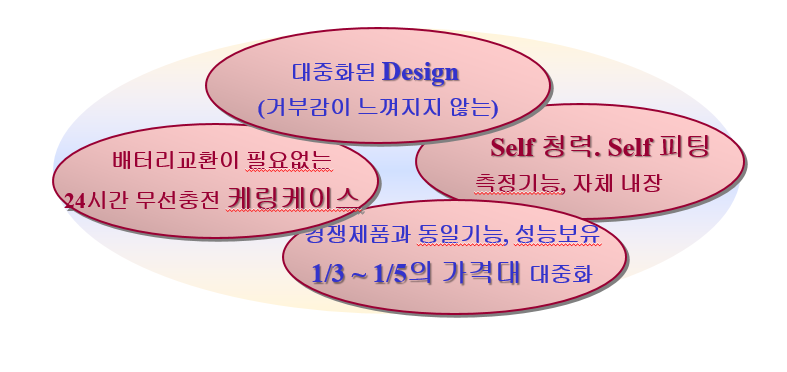 대중화된 Design
(거부감이 느껴지지 않는)
배터리교환이 필요없는
24시간 무선충전 케링케이스
Self 청력. Self 피팅
측정기능, 자체 내장
경쟁제품과 동일기능, 성능보유
1/3 ~ 1/5의 가격대 대중화